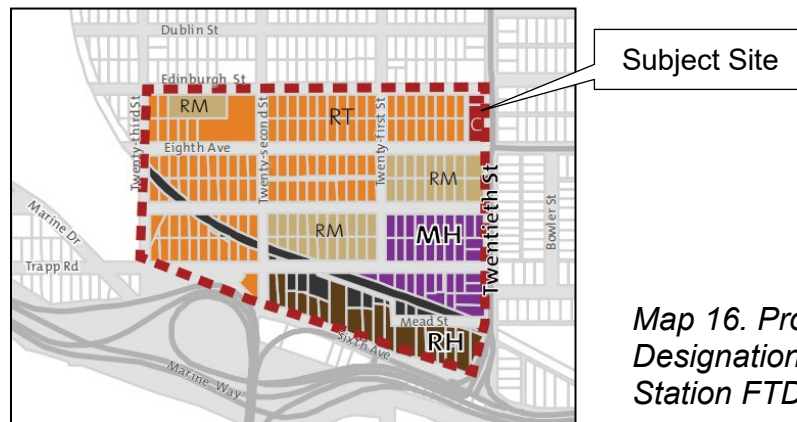 Dublin St
Subject Site
Edinburgh St
RM
RT
C
Twenty-third St
Twenty-second St
Twenty-first St
Eighth Ave
RM
Twentieth St
Bowler St
Marine Dr
RM
MH
Trapp Rd
Mead St
Sixth Ave
RH
Marine Way
Map 16. Pro
Designation
Station FTD